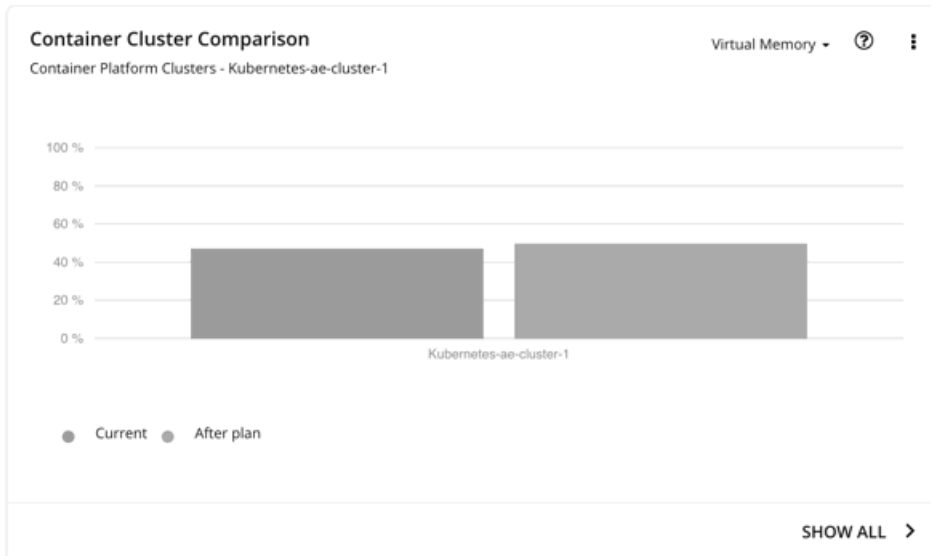 Container Cluster Comparison
Virtual Memory
Container Platform Clusters - Kubernetes-ae-cluster-1
100 %
80 %
60 %
40 %
20 %
0 %
Kubernetes-ae-cluster-1
Current
After plan
SHOW ALL